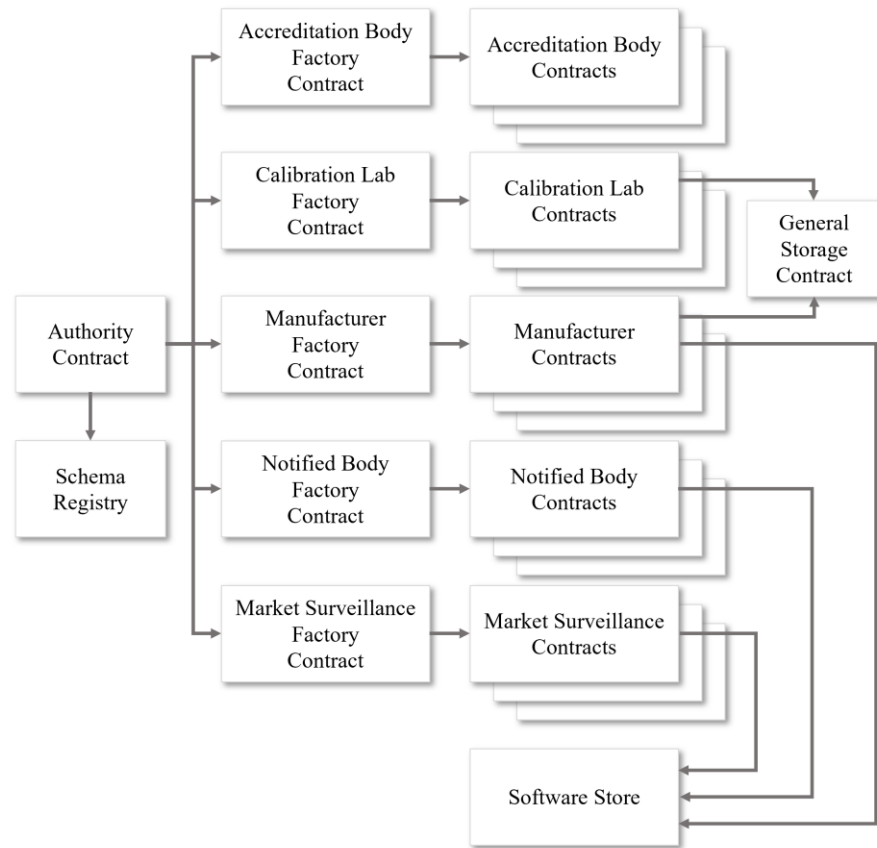 Accreditation Body
Factory
Contract
Accreditation Body
Contracts
Calibration Lab
Factory
Contract
Calibration Lab
Contracts
General
Storage
Contract
Authority
Contract
Manufacturer
Factory
Contract
Manufacturer
Contracts
Schema
Registry
Notified Body
Factory
Contract
Notified Body
Contracts
Market Surveillance
Factory
Contract
Market Surveillance
Contracts
Software Store